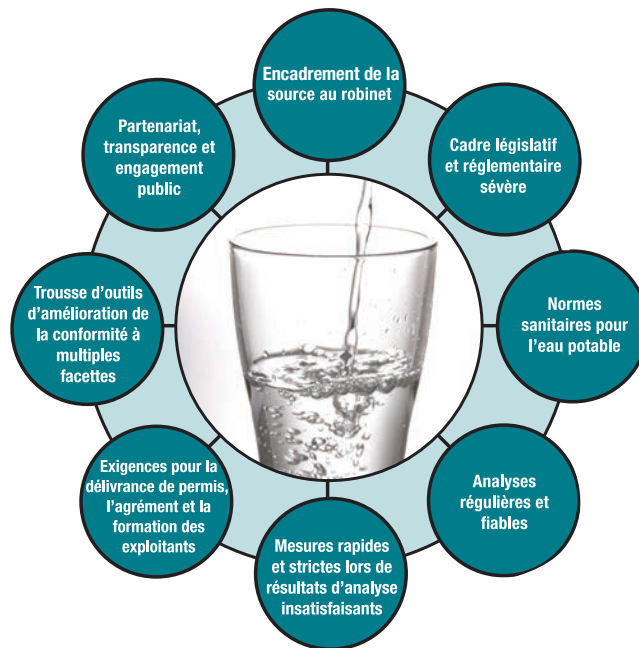 Encadrement de la
source au robinet
Cadre législatif
et réglementaire
sévère
Normes
sanitaires pour
l'eau potable
Analyses
régulières et
fiables
Mesures rapides
et strictes lors de
résultats d'analyse
insatisfaisants
Exigences pour la
délivrance de permis,
l'agrément et la
formation des
exploitants
Trousse d'outils
d'amélioration de
la conformité à
multiples
facettes
Partenariat,
transparence et
engagement
public